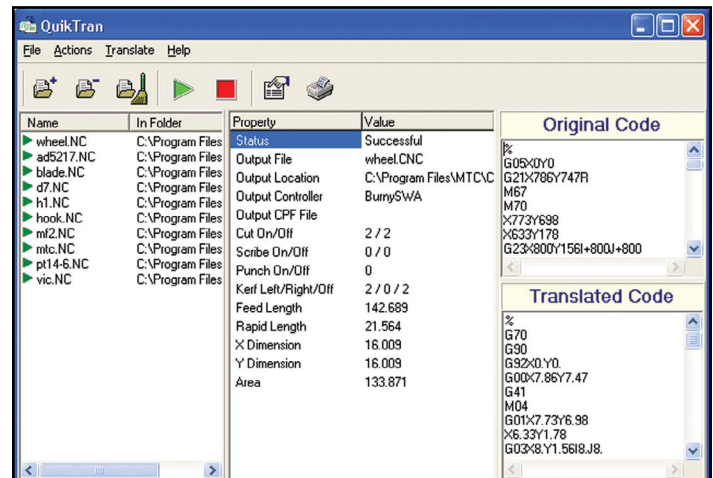 QuikTran
File Actions Translate Help
Name In Folder
wheel.NC C:\Program Files
ad5217.NC C:\Program Files
blade.NC C:\Program Files
d7.NC C:\Program Files
h1.NC C:\Program Files
hook.NC C:\Program Files
mf2.NC C:\Program Files
mtc.NC C:\Program Files
pt14-6.NC C:\Program Files
vic.NC C:\Program Files
Property Value
Status Successful
Output File wheel.CNC
Output Location C:\Program Files\MTC\C
Output Controller BurnySWA
Output CPF File
Cut On/Off 2 / 2
Scribe On/Off 0 / 0
Punch On/Off 0
Kerf Left/Right/Off 2 / 0 / 2
Feed Length 142.689
Rapid Length 21.564
X Dimension 16.009
Y Dimension 16.009
Area 133.871
Original Code
%
G05X0Y0
G21X786Y747R
M67
M70
X773Y698
X633Y178
G23X800Y156I+800J+800
Translated Code
%
G70
G90
G92X0.Y0.
G00X7.86Y7.47
G41
M04
G01X7.73Y6.98
X6.33Y1.78
G03X8.Y1.56I8.J8.